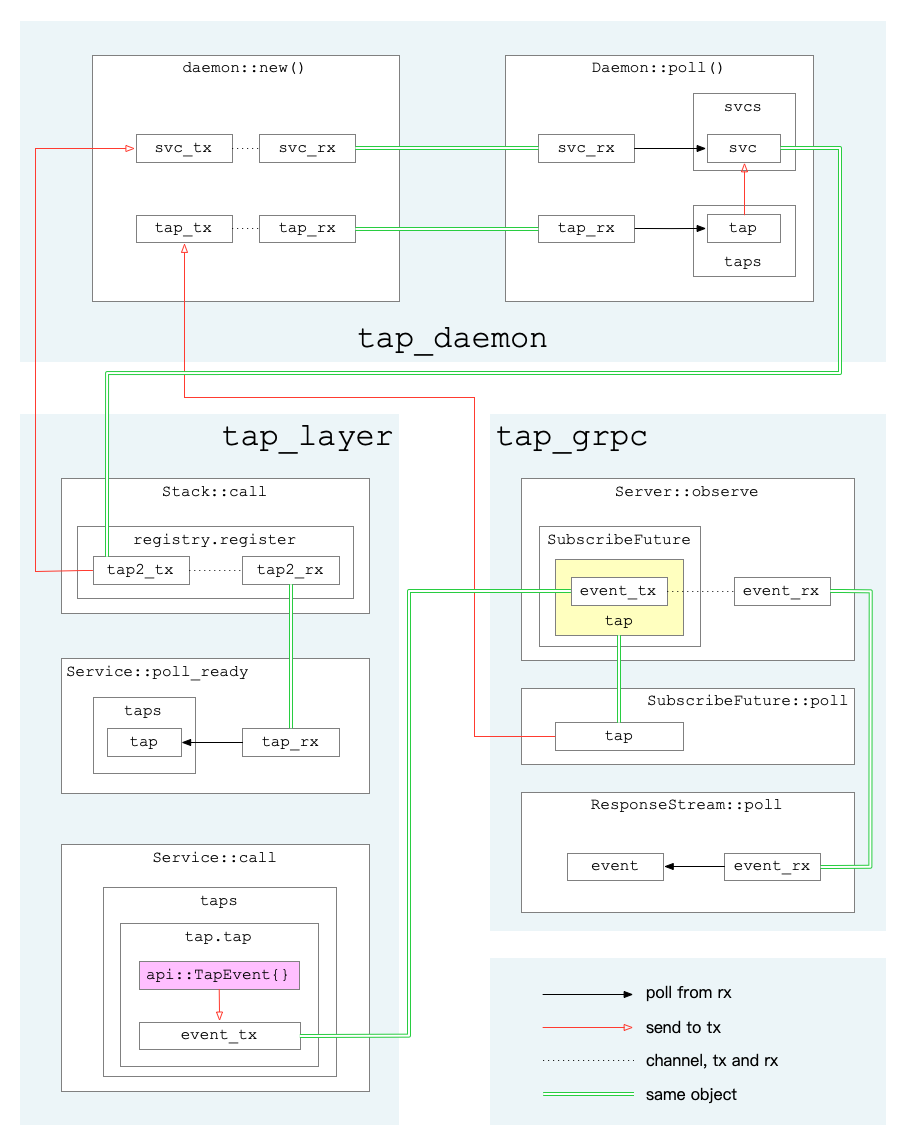 daemon::new()
svc_tx
svc_rx
tap_tx
tap_rx
Daemon::poll()
svcs
svc_rx
svc
tap_rx
tap
taps
tap_daemon
tap_layer
Stack::call
registry.register
tap2_tx
tap2_rx
Service::poll_ready
taps
tap
tap_rx
Service::call
taps
tap.tap
api::TapEvent{}
event_tx
tap_grpc
Server::observe
SubscribeFuture
event_tx
event_rx
tap
SubscribeFuture::poll
tap
ResponseStream::poll
event
event_rx
poll from rx
send to tx
channel, tx and rx
same object